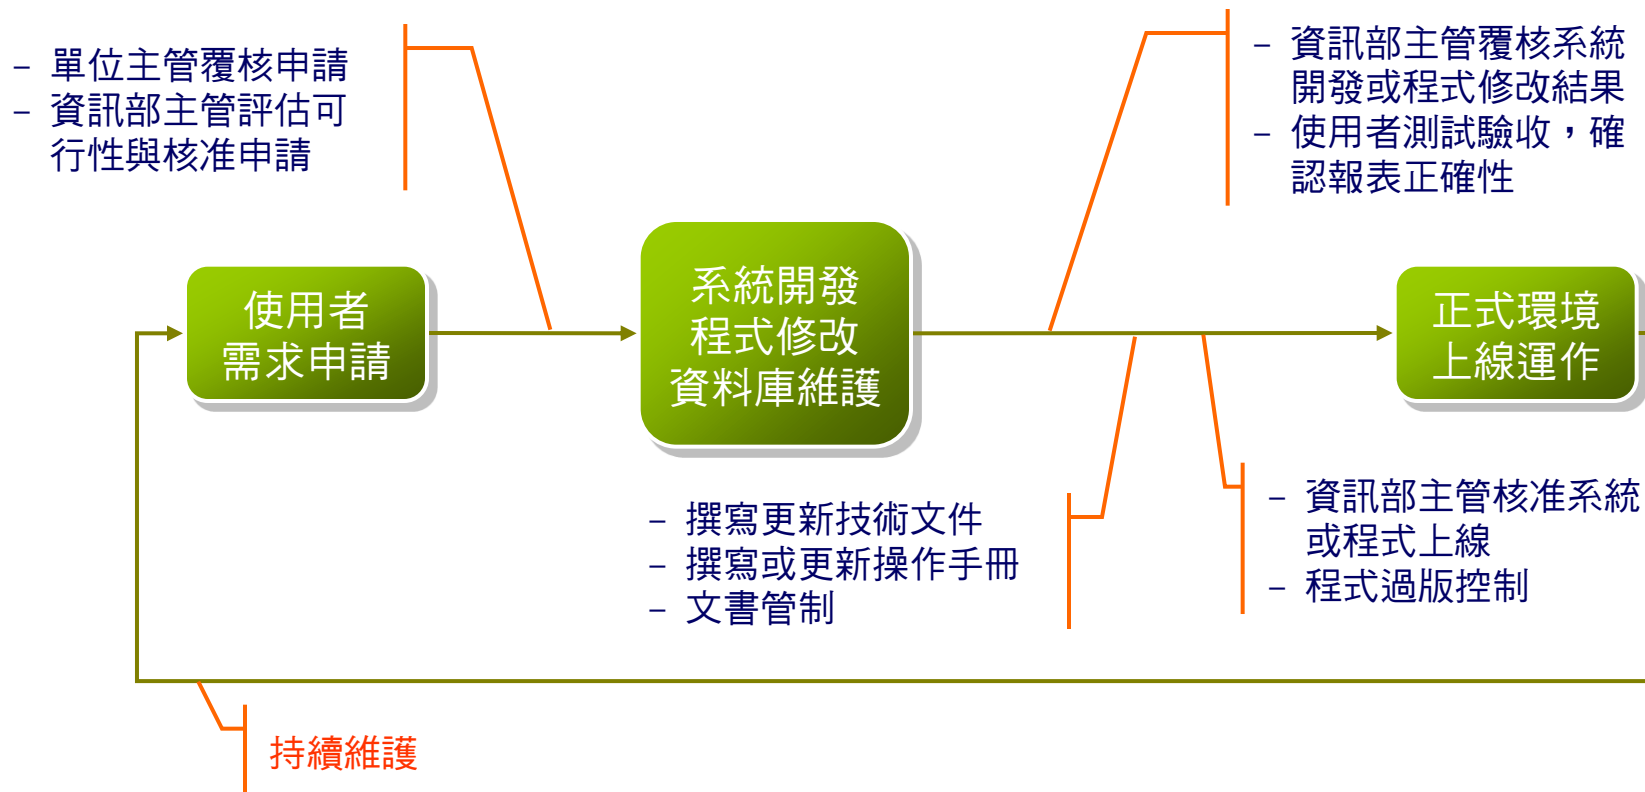 – 單位主管覆核申請
– 資訊部主管評估可
行性與核准申請
– 資訊部主管覆核系統
開發或程式修改結果
– 使用者測試驗收，確
認報表正確性
使用者
需求申請
系統開發
程式修改
資料庫維護
正式環境
上線運作
– 撰寫更新技術文件
– 撰寫或更新操作手冊
– 文書管制
– 資訊部主管核准系統
或程式上線
– 程式過版控制
持續維護